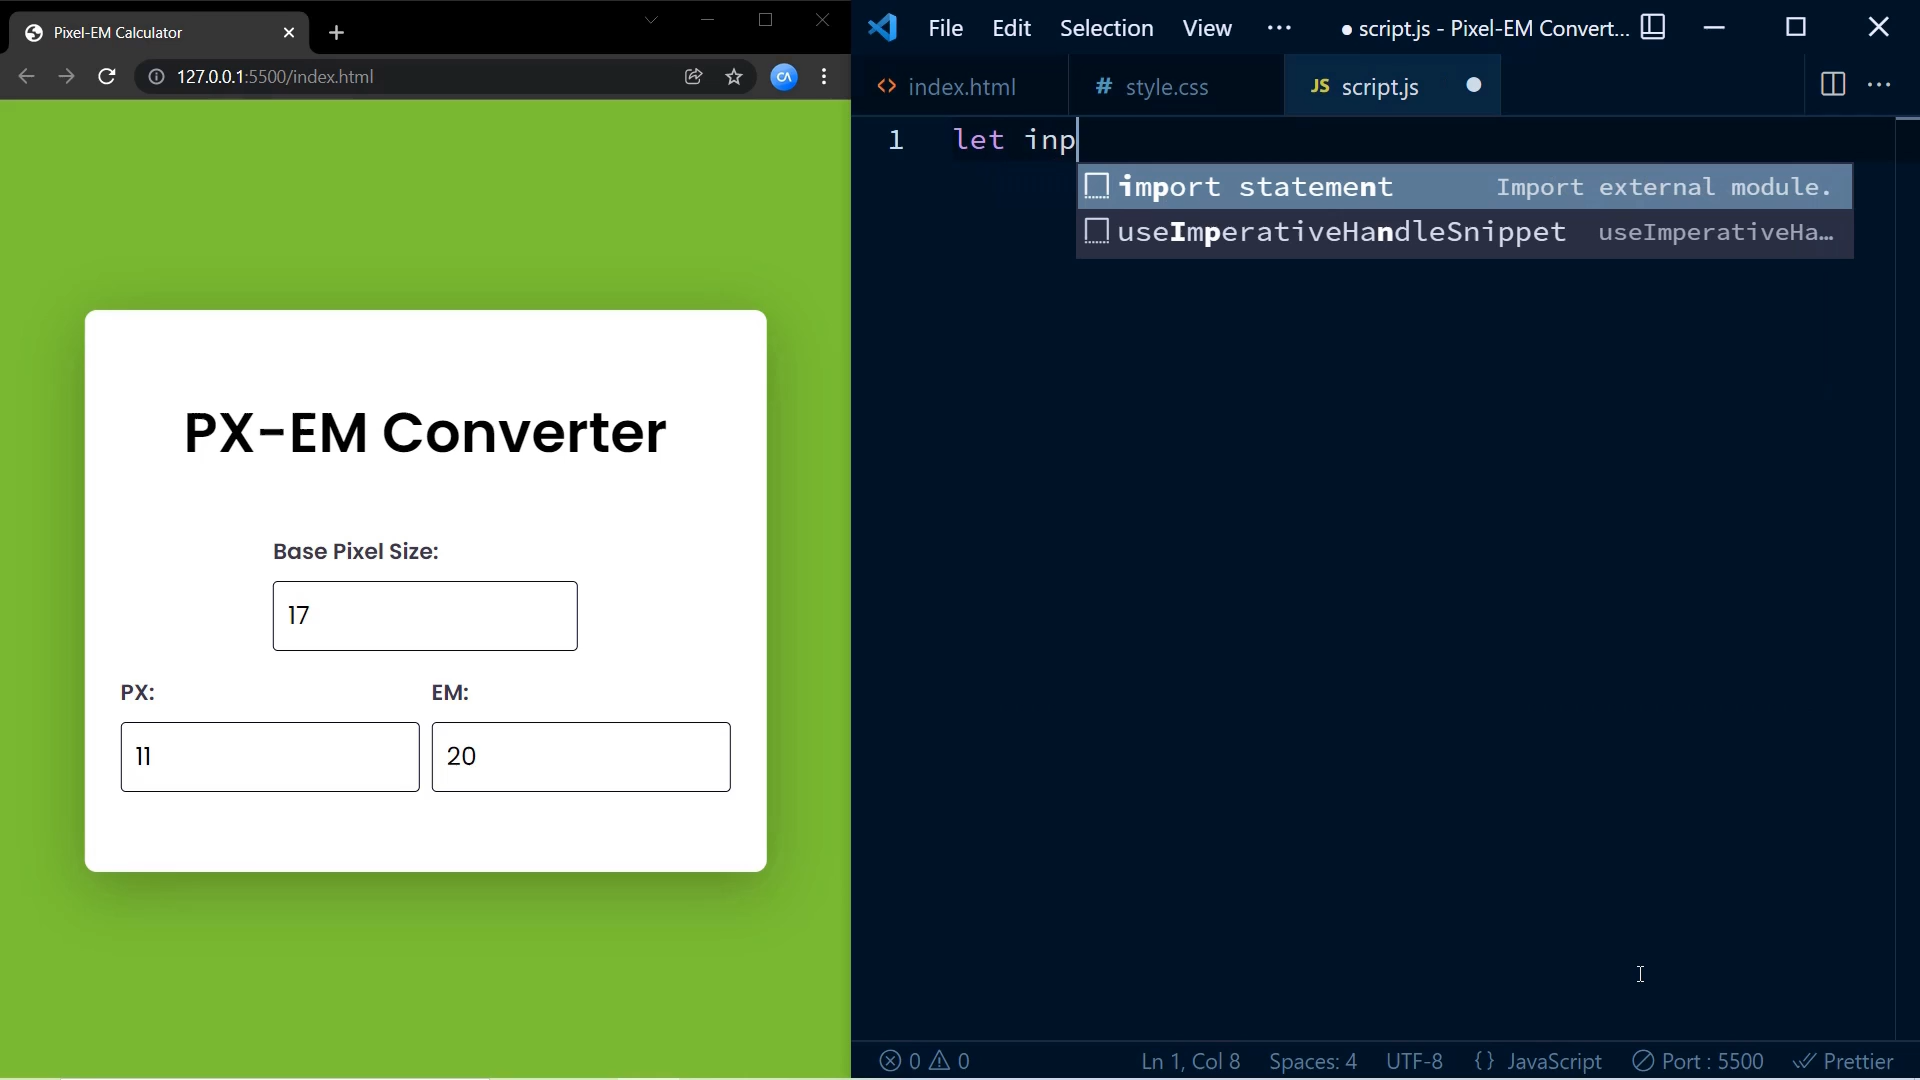 Pixel-EM Calculator
127.0.0.1:5500/index.html
CA
PX-EM Converter
Base Pixel Size:
17
PX: EM:
11 20
File Edit Selection View ··· ● script.js - Pixel-EM Convert...
<> index.html # style.css JS script.js
1 let inp
import statement Import external module.
useImperativeHandleSnippet useImperativeHa…
0 0 Ln 1, Col 8 Spaces: 4 UTF-8 {} JavaScript Port : 5500 Prettier